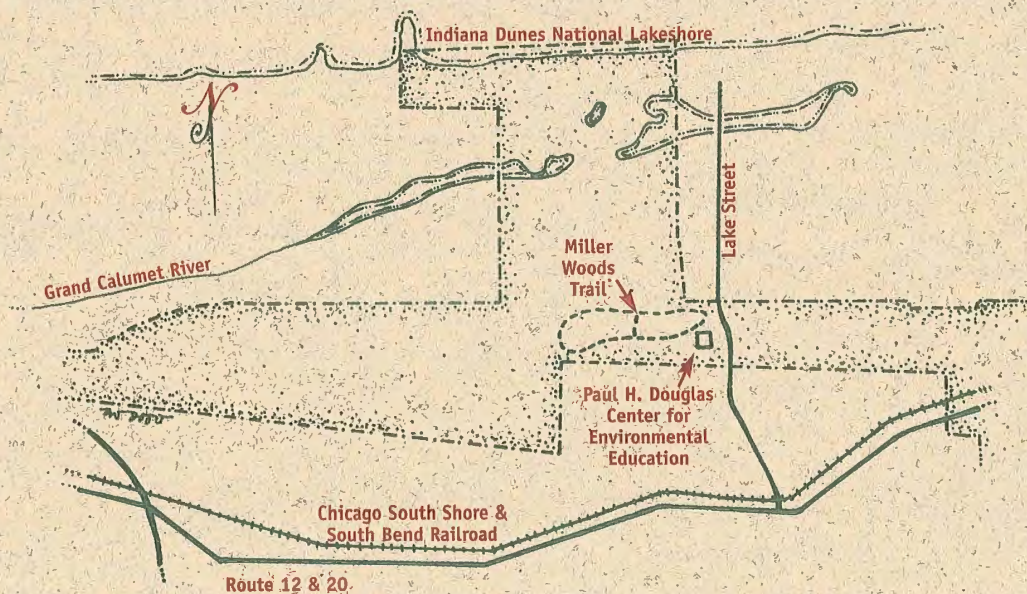 Indiana Dunes National Lakeshore
N
Lake Street
Grand Calumet River
Miller
Woods
Trail
Paul H. Douglas
Center for
Environmental
Education
Chicago South Shore &
South Bend Railroad
Route 12 & 20